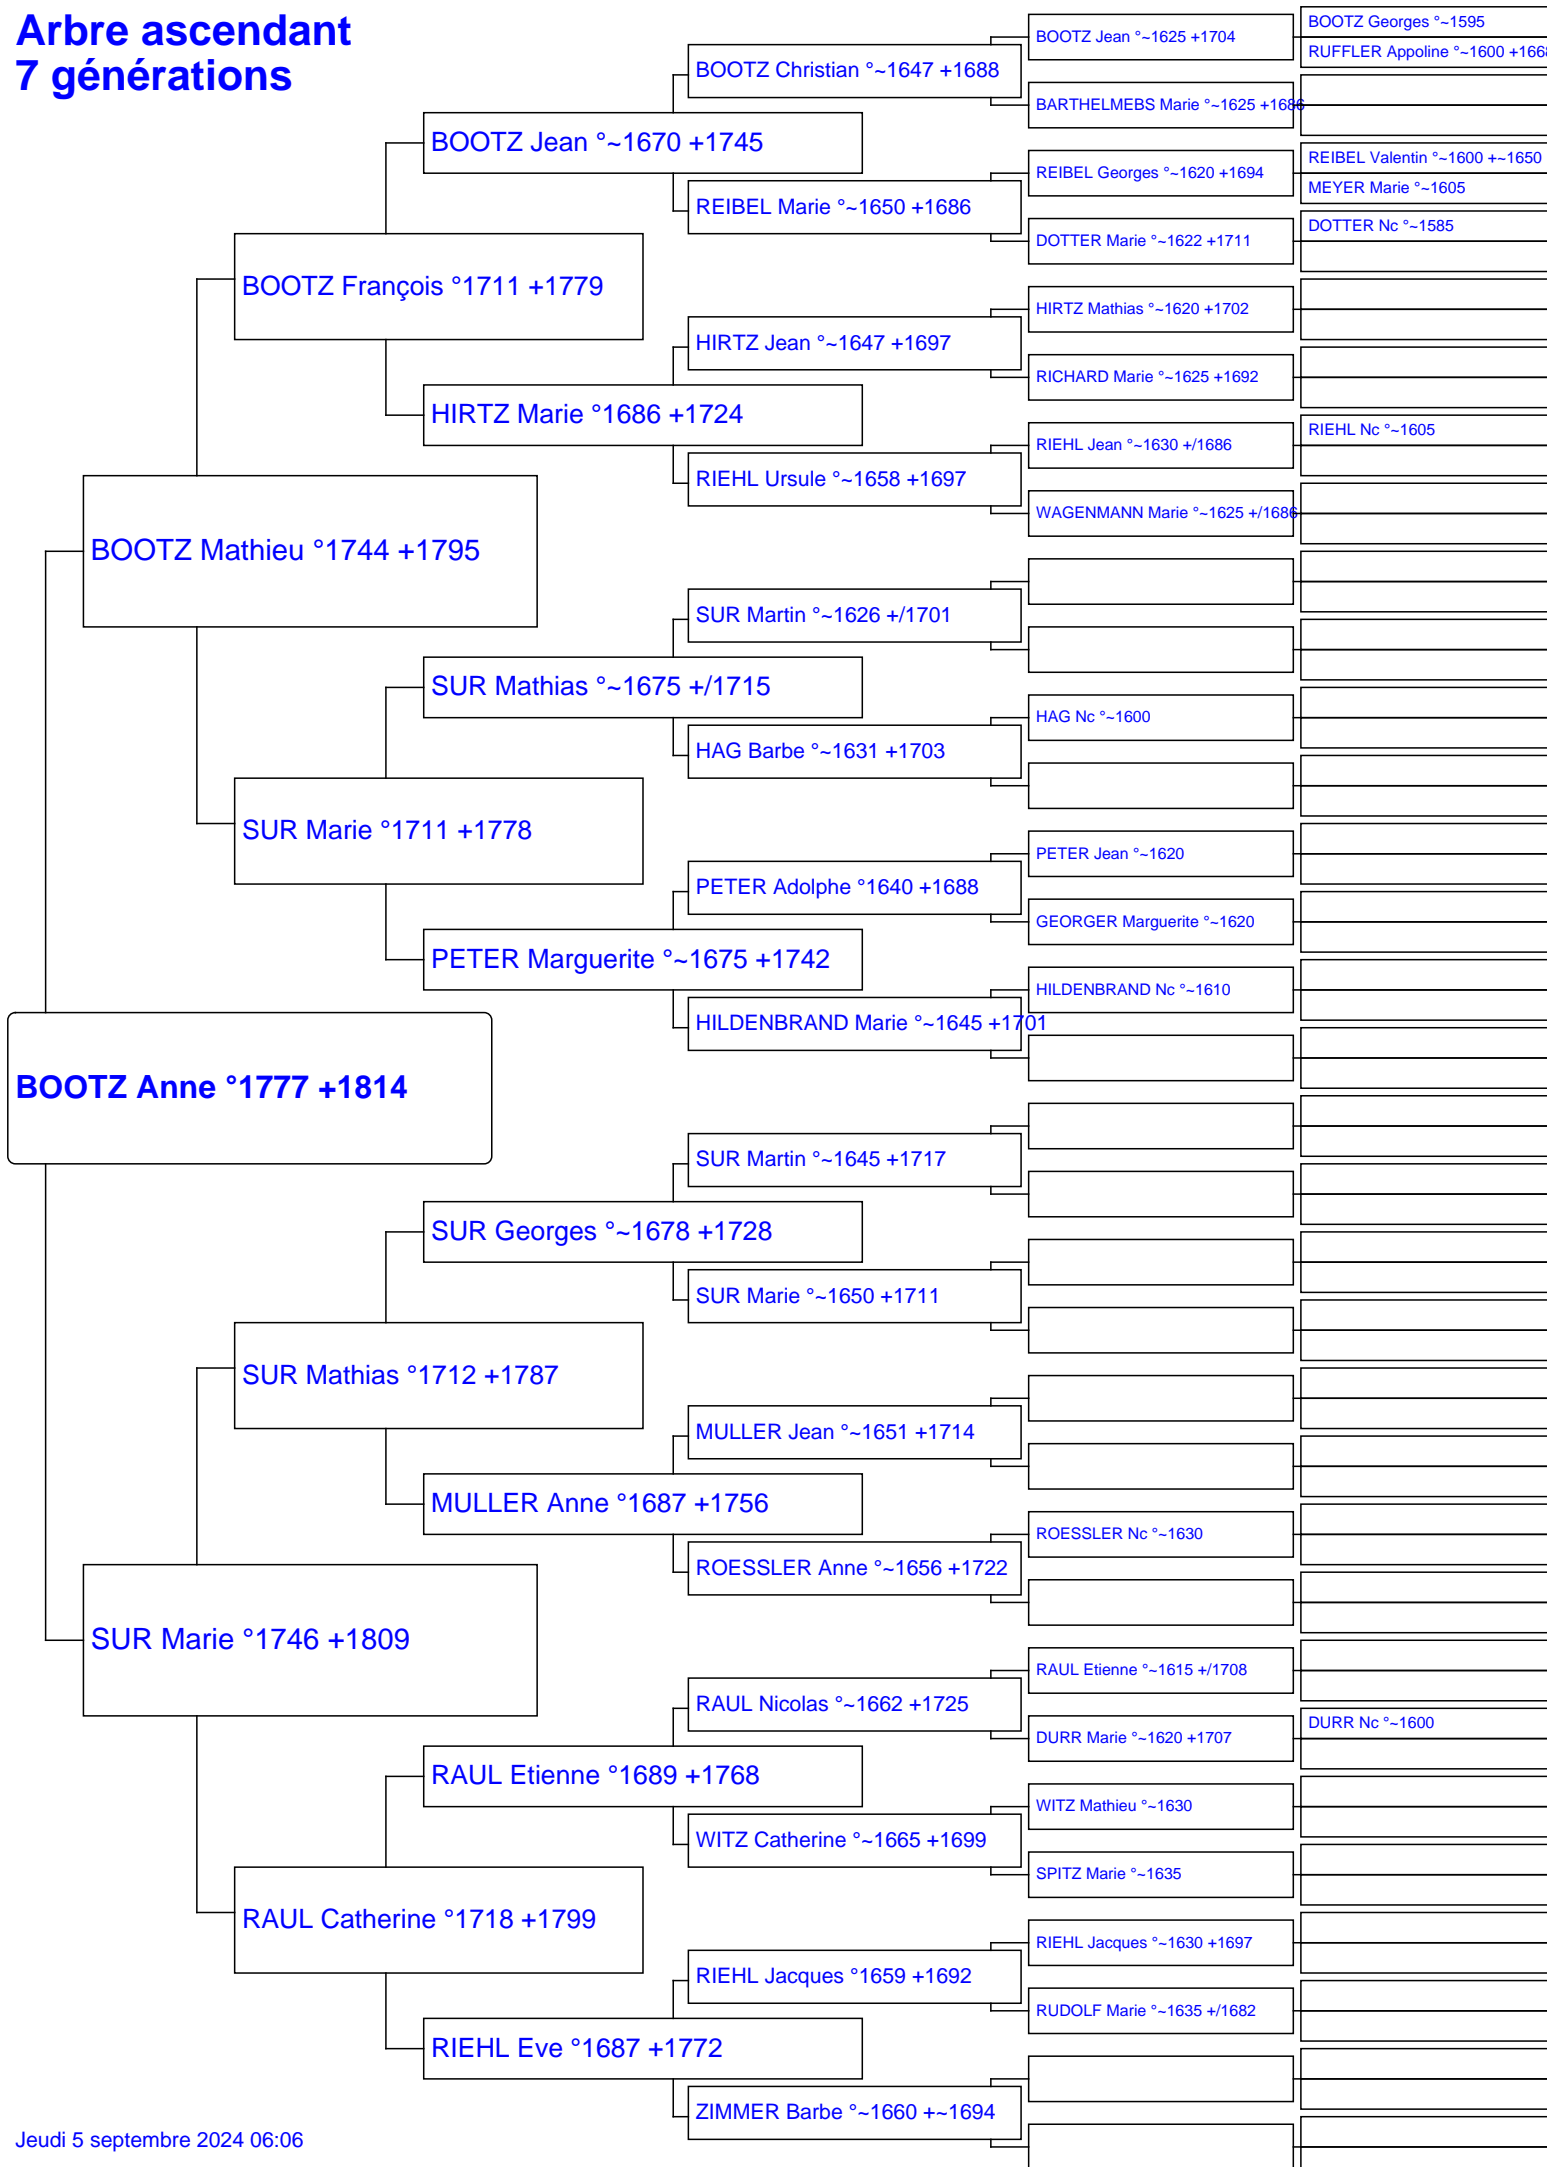 Arbre ascendant
7 générations
BOOTZ Anne °1777 +1814
BOOTZ Mathieu °1744 +1795
SUR Marie °1746 +1809
BOOTZ François °1711 +1779
SUR Marie °1711 +1778
SUR Mathias °1712 +1787
RAUL Catherine °1718 +1799
BOOTZ Jean °~1670 +1745
HIRTZ Marie °1686 +1724
SUR Mathias °~1675 +/1715
PETER Marguerite °~1675 +1742
SUR Georges °~1678 +1728
MULLER Anne °1687 +1756
RAUL Etienne °1689 +1768
RIEHL Eve °1687 +1772
BOOTZ Christian °~1647 +1688
REIBEL Marie °~1650 +1686
HIRTZ Jean °~1647 +1697
RIEHL Ursule °~1658 +1697
SUR Martin °~1626 +/1701
HAG Barbe °~1631 +1703
PETER Adolphe °1640 +1688
HILDENBRAND Marie °~1645 +1701
SUR Martin °~1645 +1717
SUR Marie °~1650 +1711
MULLER Jean °~1651 +1714
ROESSLER Anne °~1656 +1722
RAUL Nicolas °~1662 +1725
WITZ Catherine °~1665 +1699
RIEHL Jacques °1659 +1692
ZIMMER Barbe °~1660 +~1694
BOOTZ Jean °~1625 +1704
BARTHELMEBS Marie °~1625 +1686
REIBEL Georges °~1620 +1694
DOTTER Marie °~1622 +1711
HIRTZ Mathias °~1620 +1702
RICHARD Marie °~1625 +1692
RIEHL Jean °~1630 +/1686
WAGENMANN Marie °~1625 +/1686
HAG Nc °~1600
PETER Jean °~1620
GEORGER Marguerite °~1620
HILDENBRAND Nc °~1610
ROESSLER Nc °~1630
RAUL Etienne °~1615 +/1708
DURR Marie °~1620 +1707
WITZ Mathieu °~1630
SPITZ Marie °~1635
RIEHL Jacques °~1630 +1697
RUDOLF Marie °~1635 +/1682
BOOTZ Georges °~1595
RUFFLER Appoline °~1600 +1668
REIBEL Valentin °~1600 +~1650
MEYER Marie °~1605
DOTTER Nc °~1585
RIEHL Nc °~1605
DURR Nc °~1600
Jeudi 5 septembre 2024 06:06